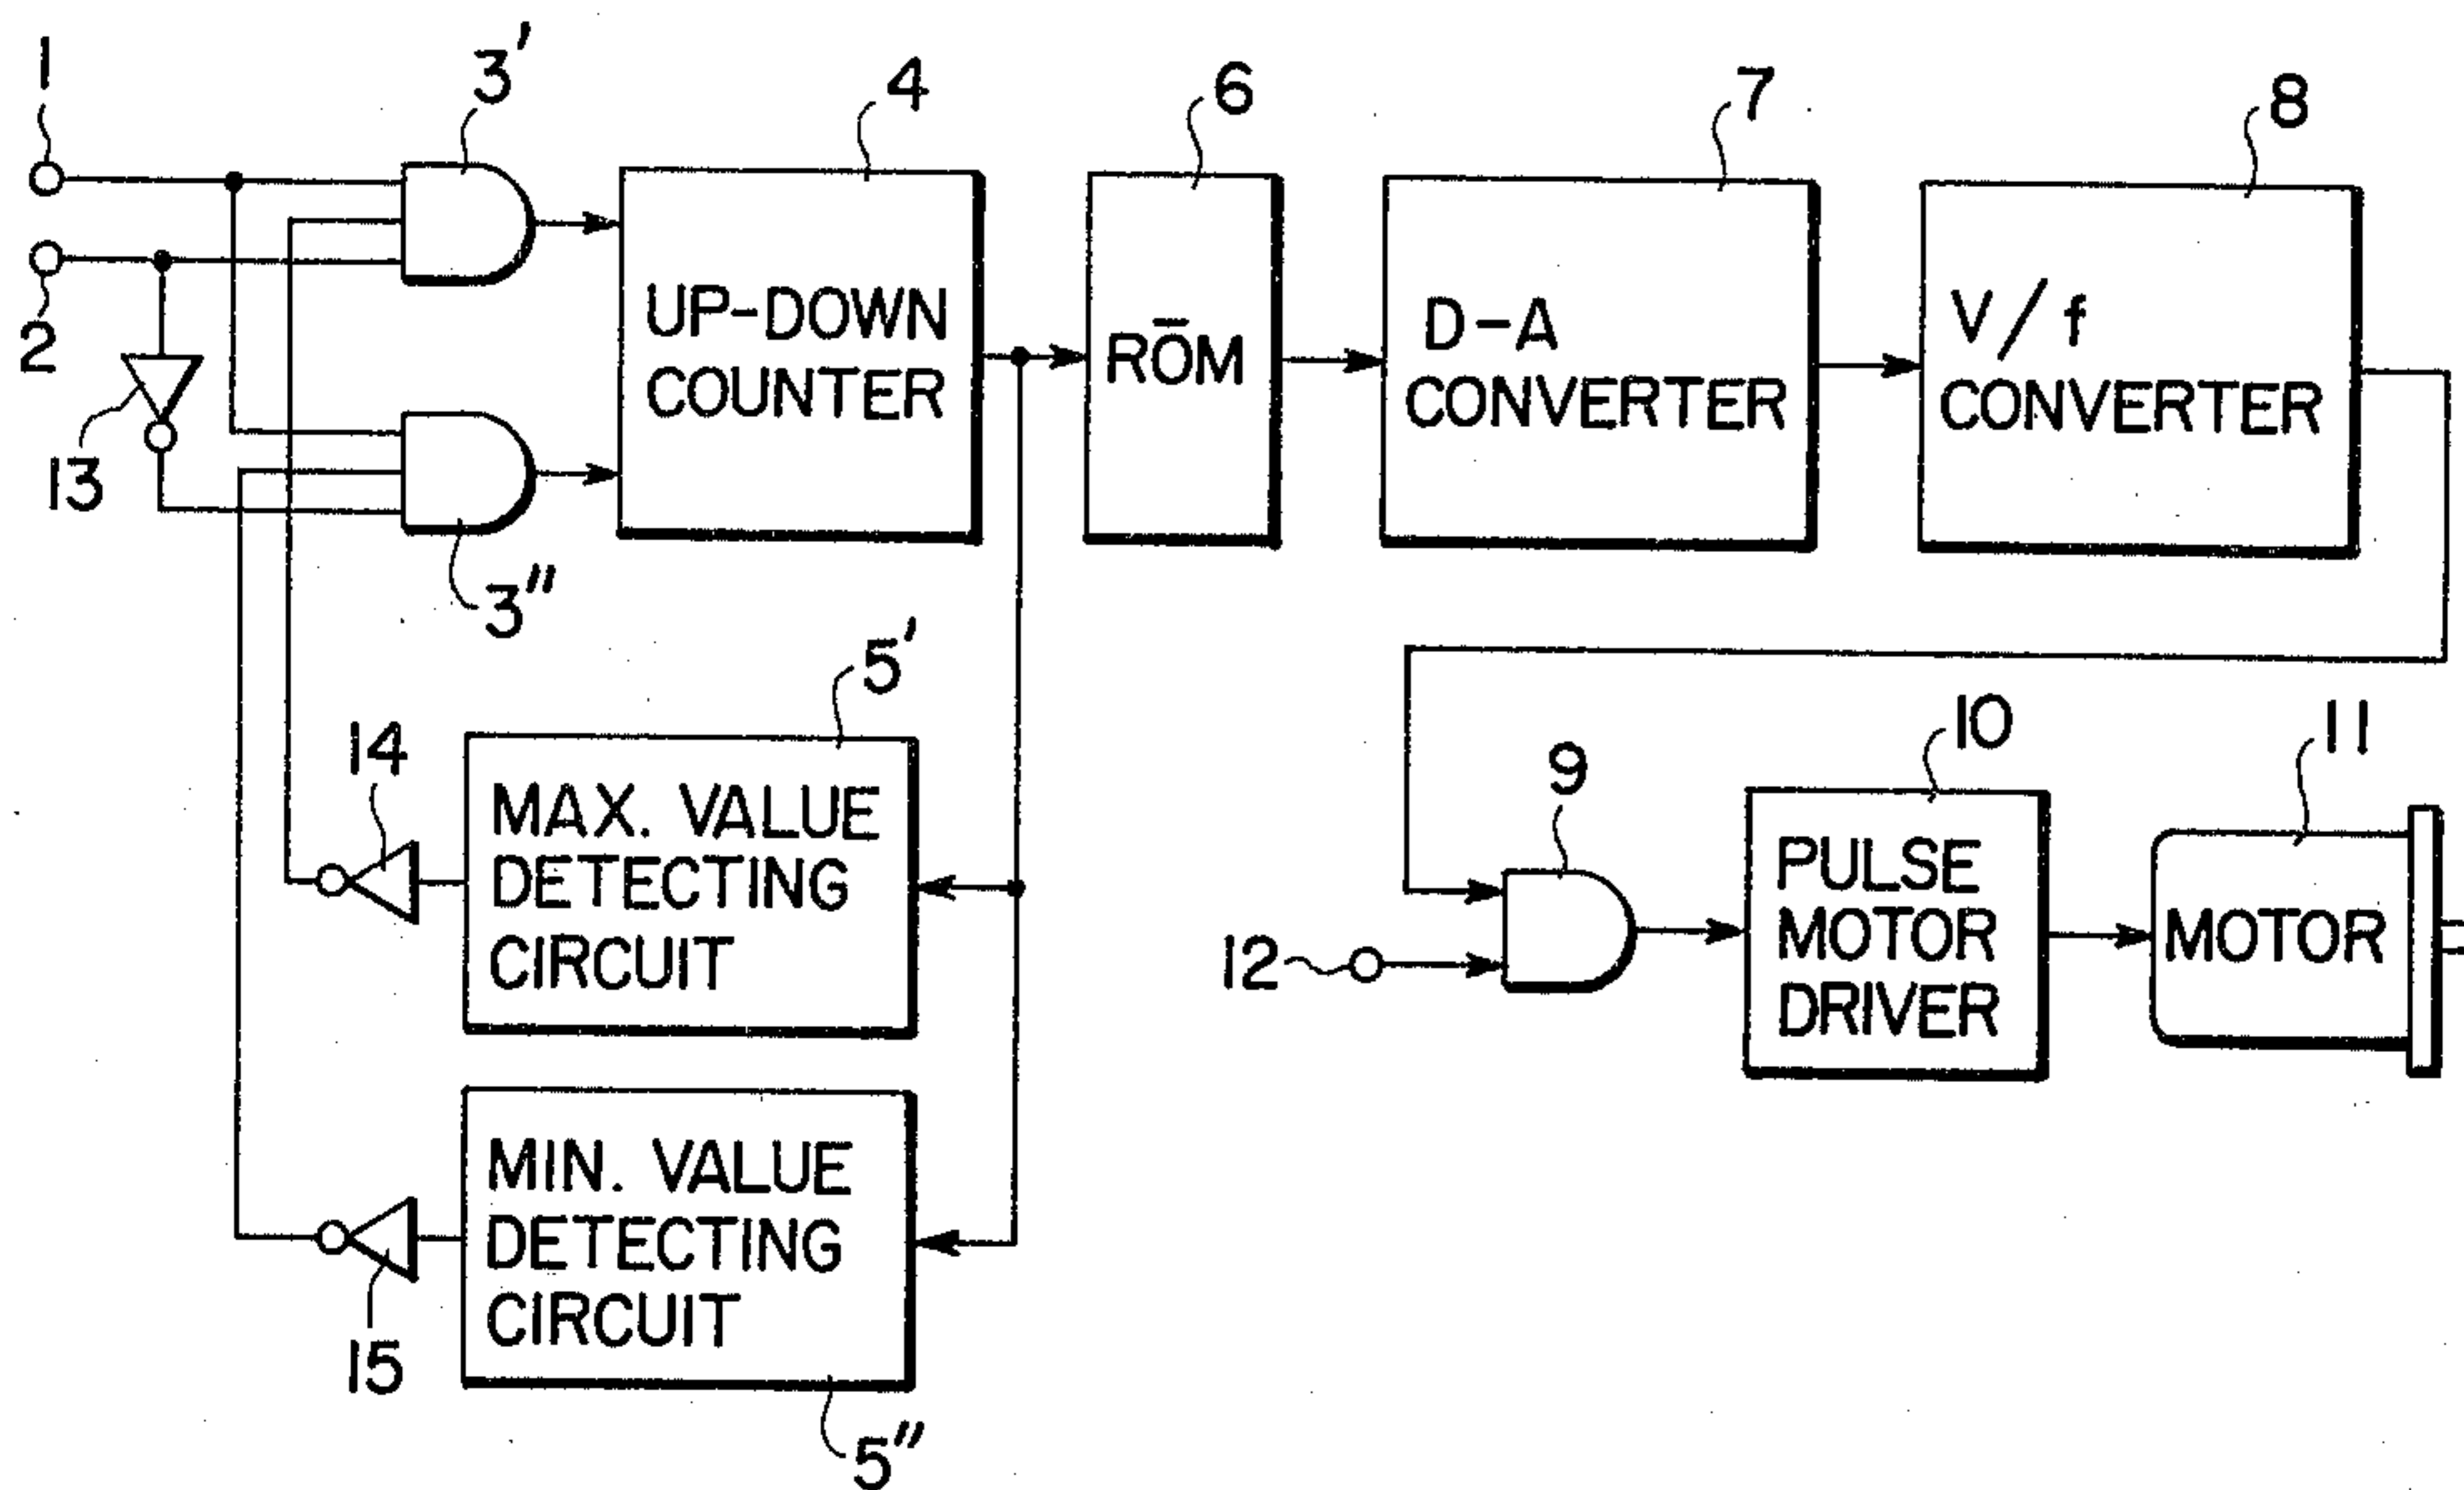 1
2
3'
3"
4
6
7
8
13
UP-DOWN
COUNTER
ROM
D-A
CONVERTER
V/f
CONVERTER
5'
14
MAX. VALUE
DETECTING
CIRCUIT
9
10
11
12
PULSE
MOTOR
DRIVER
MOTOR
MIN. VALUE
DETECTING
CIRCUIT
15
5"